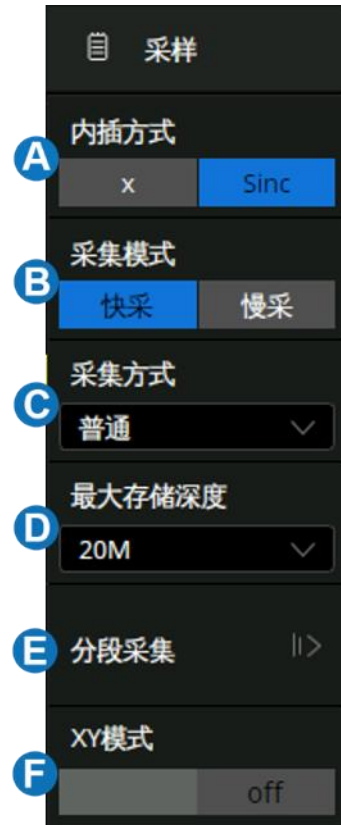 采样
A
内插方式
x Sinc
B
采集模式
快采 慢采
C
采集方式
普通
D
最大存储深度
20M
E
分段采集
F
XY模式
off